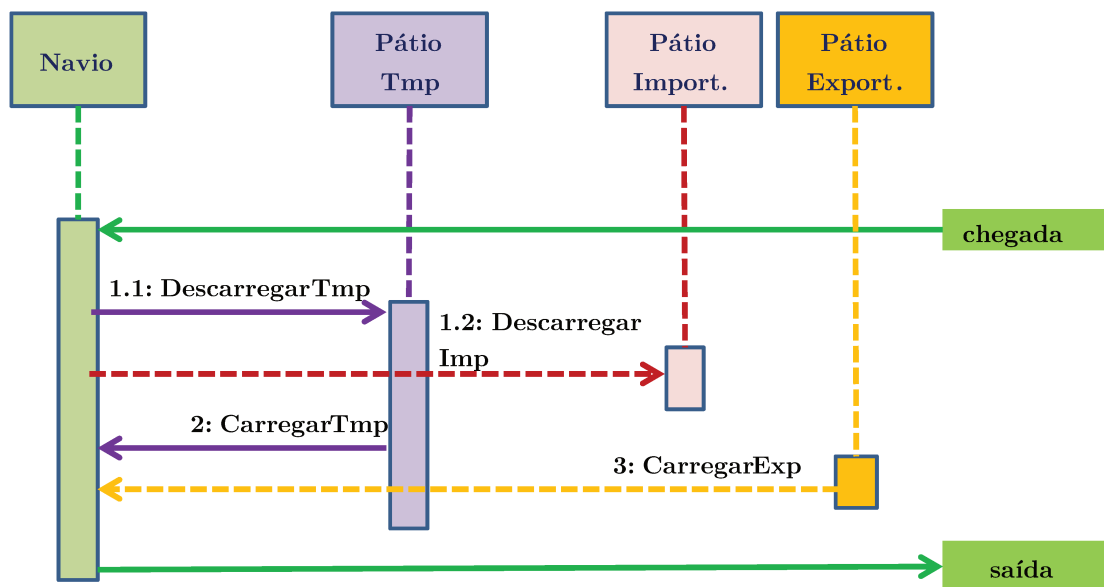 Navio
Pátio
Tmp
Pátio
Import.
Pátio
Export.
chegada
1.1: DescarregarTmp
1.2: Descarregar
Imp
2: CarregarTmp
3: CarregarExp
saída